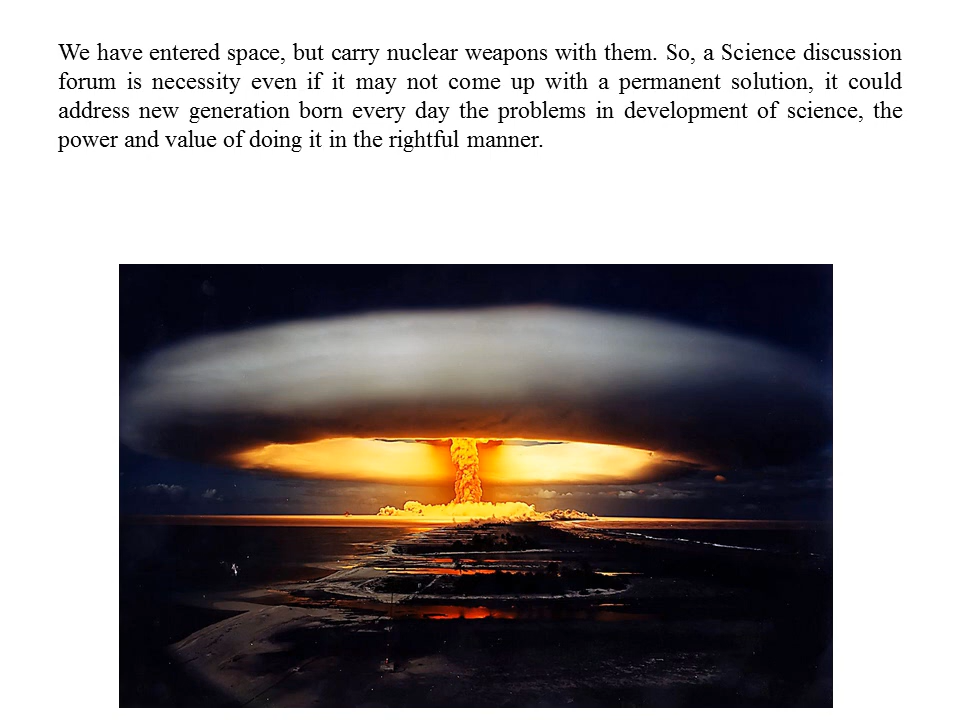 We have entered space, but carry nuclear weapons with them. So, a Science discussion
forum is necessity even if it may not come up with a permanent solution, it could
address new generation born every day the problems in development of science, the
power and value of doing it in the rightful manner.